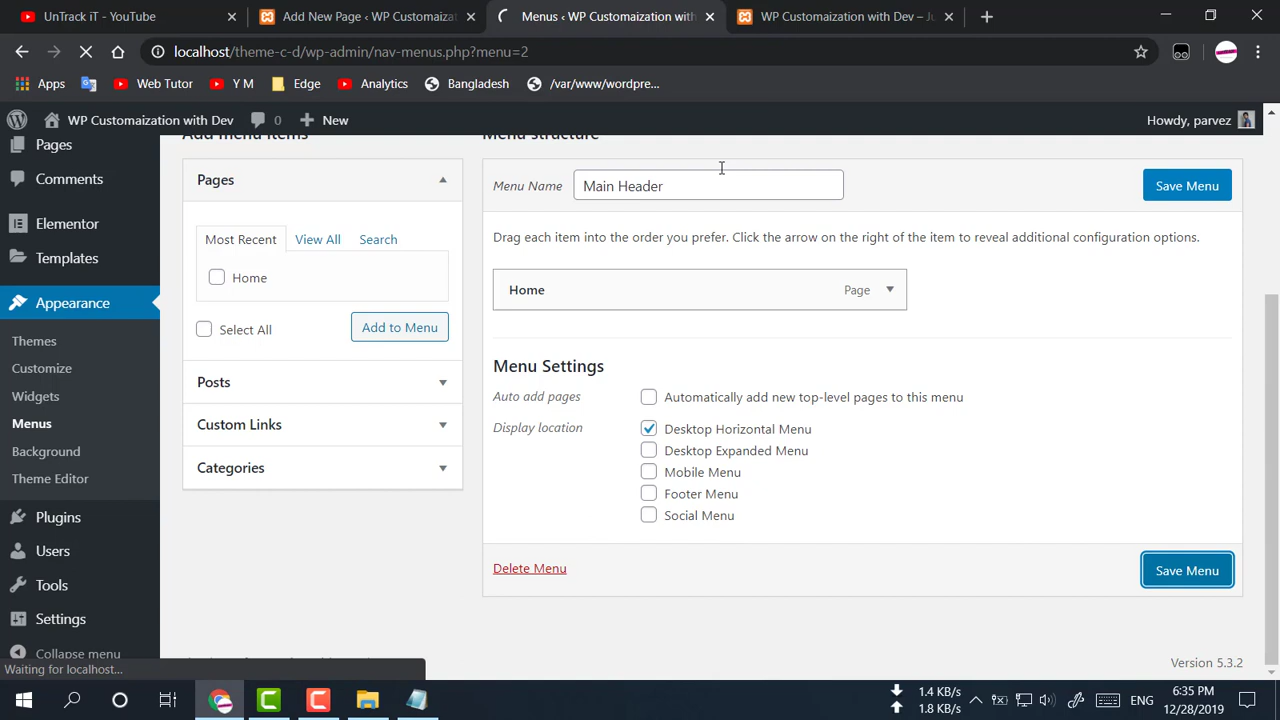 UnTrack iT - YouTube
Add New Page ‹ WP Customaizat
Menus ‹ WP Customaization with
WP Customaization with Dev – Ju
localhost/theme-c-d/wp-admin/nav-menus.php?menu=2
Apps
Web Tutor
Y M
Edge
Analytics
Bangladesh
/var/www/wordpre...
WP Customaization with Dev
0
New
Howdy, parvez
Pages
Comments
Elementor
Templates
Appearance
Themes
Customize
Widgets
Menus
Background
Theme Editor
Plugins
Users
Tools
Settings
Collapse menu
Add menu items
Pages
Most Recent
View All
Search
Home
Select All
Add to Menu
Posts
Custom Links
Categories
Menu structure
Menu Name
Main Header
Save Menu
Drag each item into the order you prefer. Click the arrow on the right of the item to reveal additional configuration options.
Home
Page
Menu Settings
Auto add pages
Automatically add new top-level pages to this menu
Display location
Desktop Horizontal Menu
Desktop Expanded Menu
Mobile Menu
Footer Menu
Social Menu
Delete Menu
Save Menu
Version 5.3.2
Waiting for localhost...
1.4 KB/s
1.8 KB/s
ENG
6:35 PM
12/28/2019